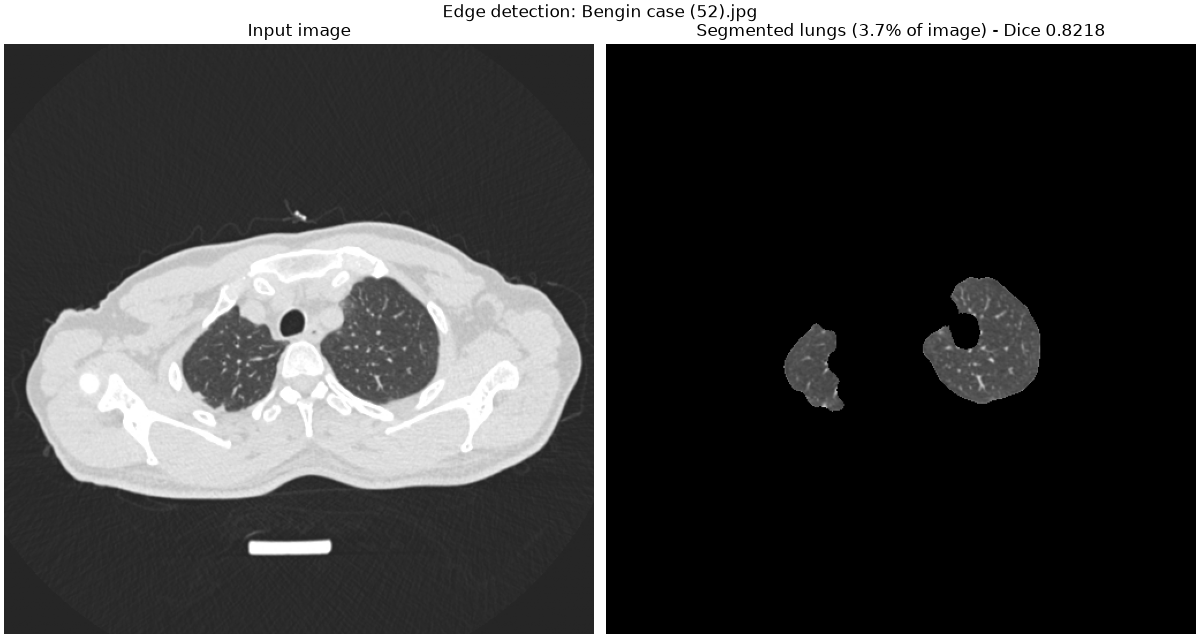 Edge detection: Bengin case (52).jpg
Input image
Segmented lungs (3.7% of image) - Dice 0.8218